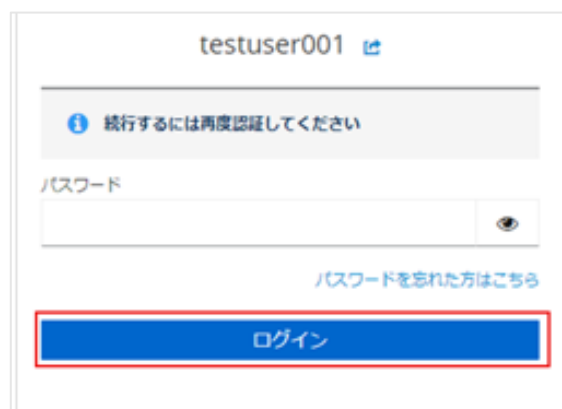 testuser001
続行するには再度認証してください
パスワード
パスワードを忘れた方はこちら
ログイン